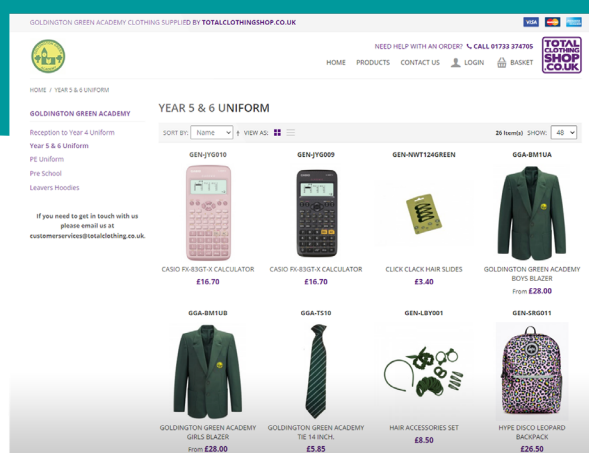 GOLDINGTON GREEN ACADEMY CLOTHING SUPPLIED BY TOTALCLOTHINGSHOP.CO.UK
VISA
NEED HELP WITH AN ORDER? CALL 01733 374705
HOME PRODUCTS CONTACT US LOGIN BASKET
TOTAL
CLOTHING
SHOP
.CO.UK
HOME / YEAR 5 & 6 UNIFORM
GOLDINGTON GREEN ACADEMY
Reception to Year 4 Uniform
Year 5 & 6 Uniform
PE Uniform
Pre School
Leavers Hoodies
If you need to get in touch with us
please email us at
customerservices@totalclothing.co.uk.
YEAR 5 & 6 UNIFORM
SORT BY: Name VIEW AS: 26 Item(s) SHOW: 48
GEN-JYG010 GEN-JYG009 GEN-NWT124GREEN GGA-BM1UA
CASIO FX-83GT-X CALCULATOR CASIO FX-83GT-X CALCULATOR CLICK CLACK HAIR SLIDES GOLDINGTON GREEN ACADEMY
BOYS BLAZER
£16.70 £16.70 £3.40
From £28.00
GGA-BM1UB GGA-TS10 GEN-LBY001 GEN-SRG011
GOLDINGTON GREEN ACADEMY GOLDINGTON GREEN ACADEMY HAIR ACCESSORIES SET HYPE DISCO LEOPARD
GIRLS BLAZER TIE 14 INCH. BACKPACK
£8.50
From £28.00 £5.85 £26.50